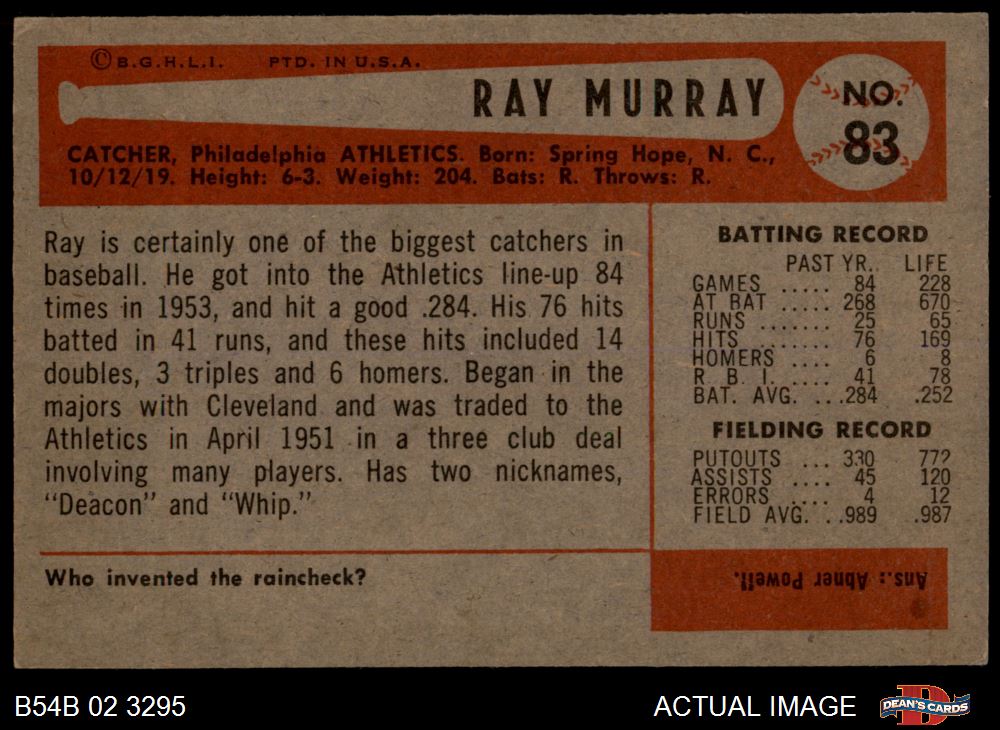 ©B.G.H.L.I. PTD. IN U.S.A.
RAY MURRAY
NO.
83
CATCHER, Philadelphia ATHLETICS. Born: Spring Hope, N. C.,
10/12/19. Height: 6-3. Weight: 204. Bats: R. Throws: R.
Ray is certainly one of the biggest catchers in
baseball. He got into the Athletics line-up 84
times in 1953, and hit a good .284. His 76 hits
batted in 41 runs, and these hits included 14
doubles, 3 triples and 6 homers. Began in the
majors with Cleveland and was traded to the
Athletics in April 1951 in a three club deal
involving many players. Has two nicknames,
“Deacon” and “Whip.”
BATTING RECORD
PAST YR. LIFE
GAMES ..... 84 228
AT BAT ..... 268 670
RUNS ....... 25 65
HITS ....... 76 169
HOMERS .... 6 8
R. B. I. .... 41 78
BAT. AVG. ... .284 .252
FIELDING RECORD
PUTOUTS ... 330 772
ASSISTS .... 45 120
ERRORS .... 4 12
FIELD AVG. .. .989 .987
Who invented the raincheck?
Ans.: Abner Powell.
B54B 02 3295
ACTUAL IMAGE
D
DEAN'S CARDS